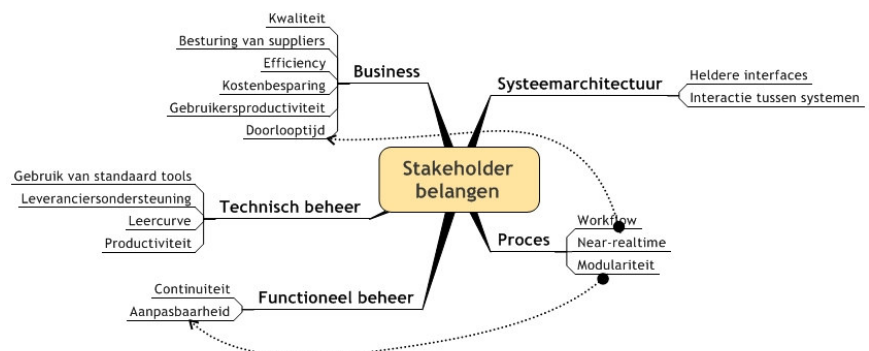 Kwaliteit
Besturing van suppliers
Efficiency
Kostenbesparing
Gebruikersproductiviteit
Doorlooptijd
Business
Systeemarchitectuur
Heldere interfaces
Interactie tussen systemen
Stakeholder
belangen
Gebruik van standaard tools
Leveranciersondersteuning
Leercurve
Productiviteit
Technisch beheer
Proces
Workflow
Near-realtime
Modulariteit
Continuiteit
Aanpasbaarheid
Functioneel beheer